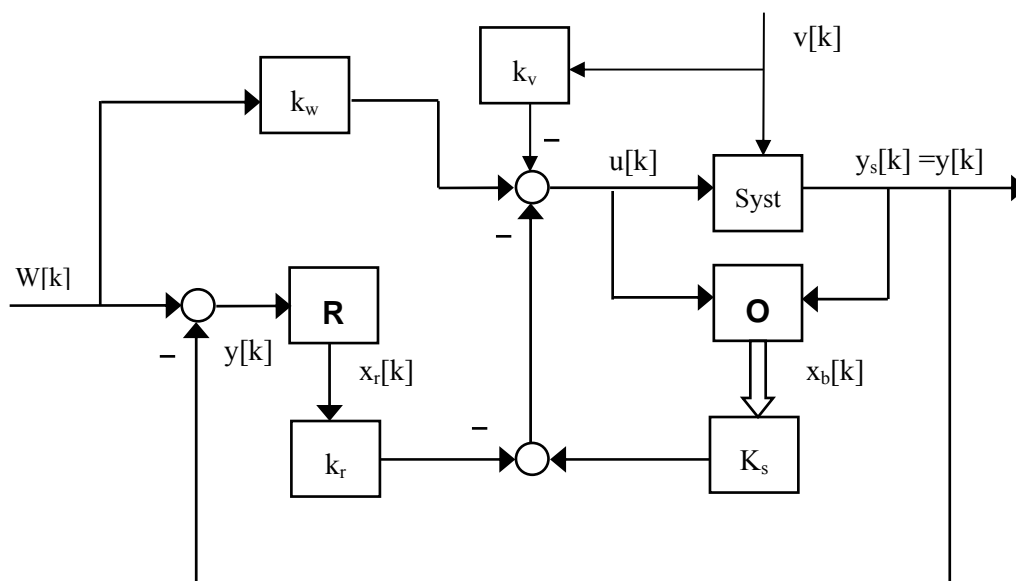 v[k]
k_v
k_w
−
u[k]
y_s[k] =y[k]
Syst
−
W[k]
R
O
−
y[k]
x_r[k]
x_b[k]
−
k_r
K_s